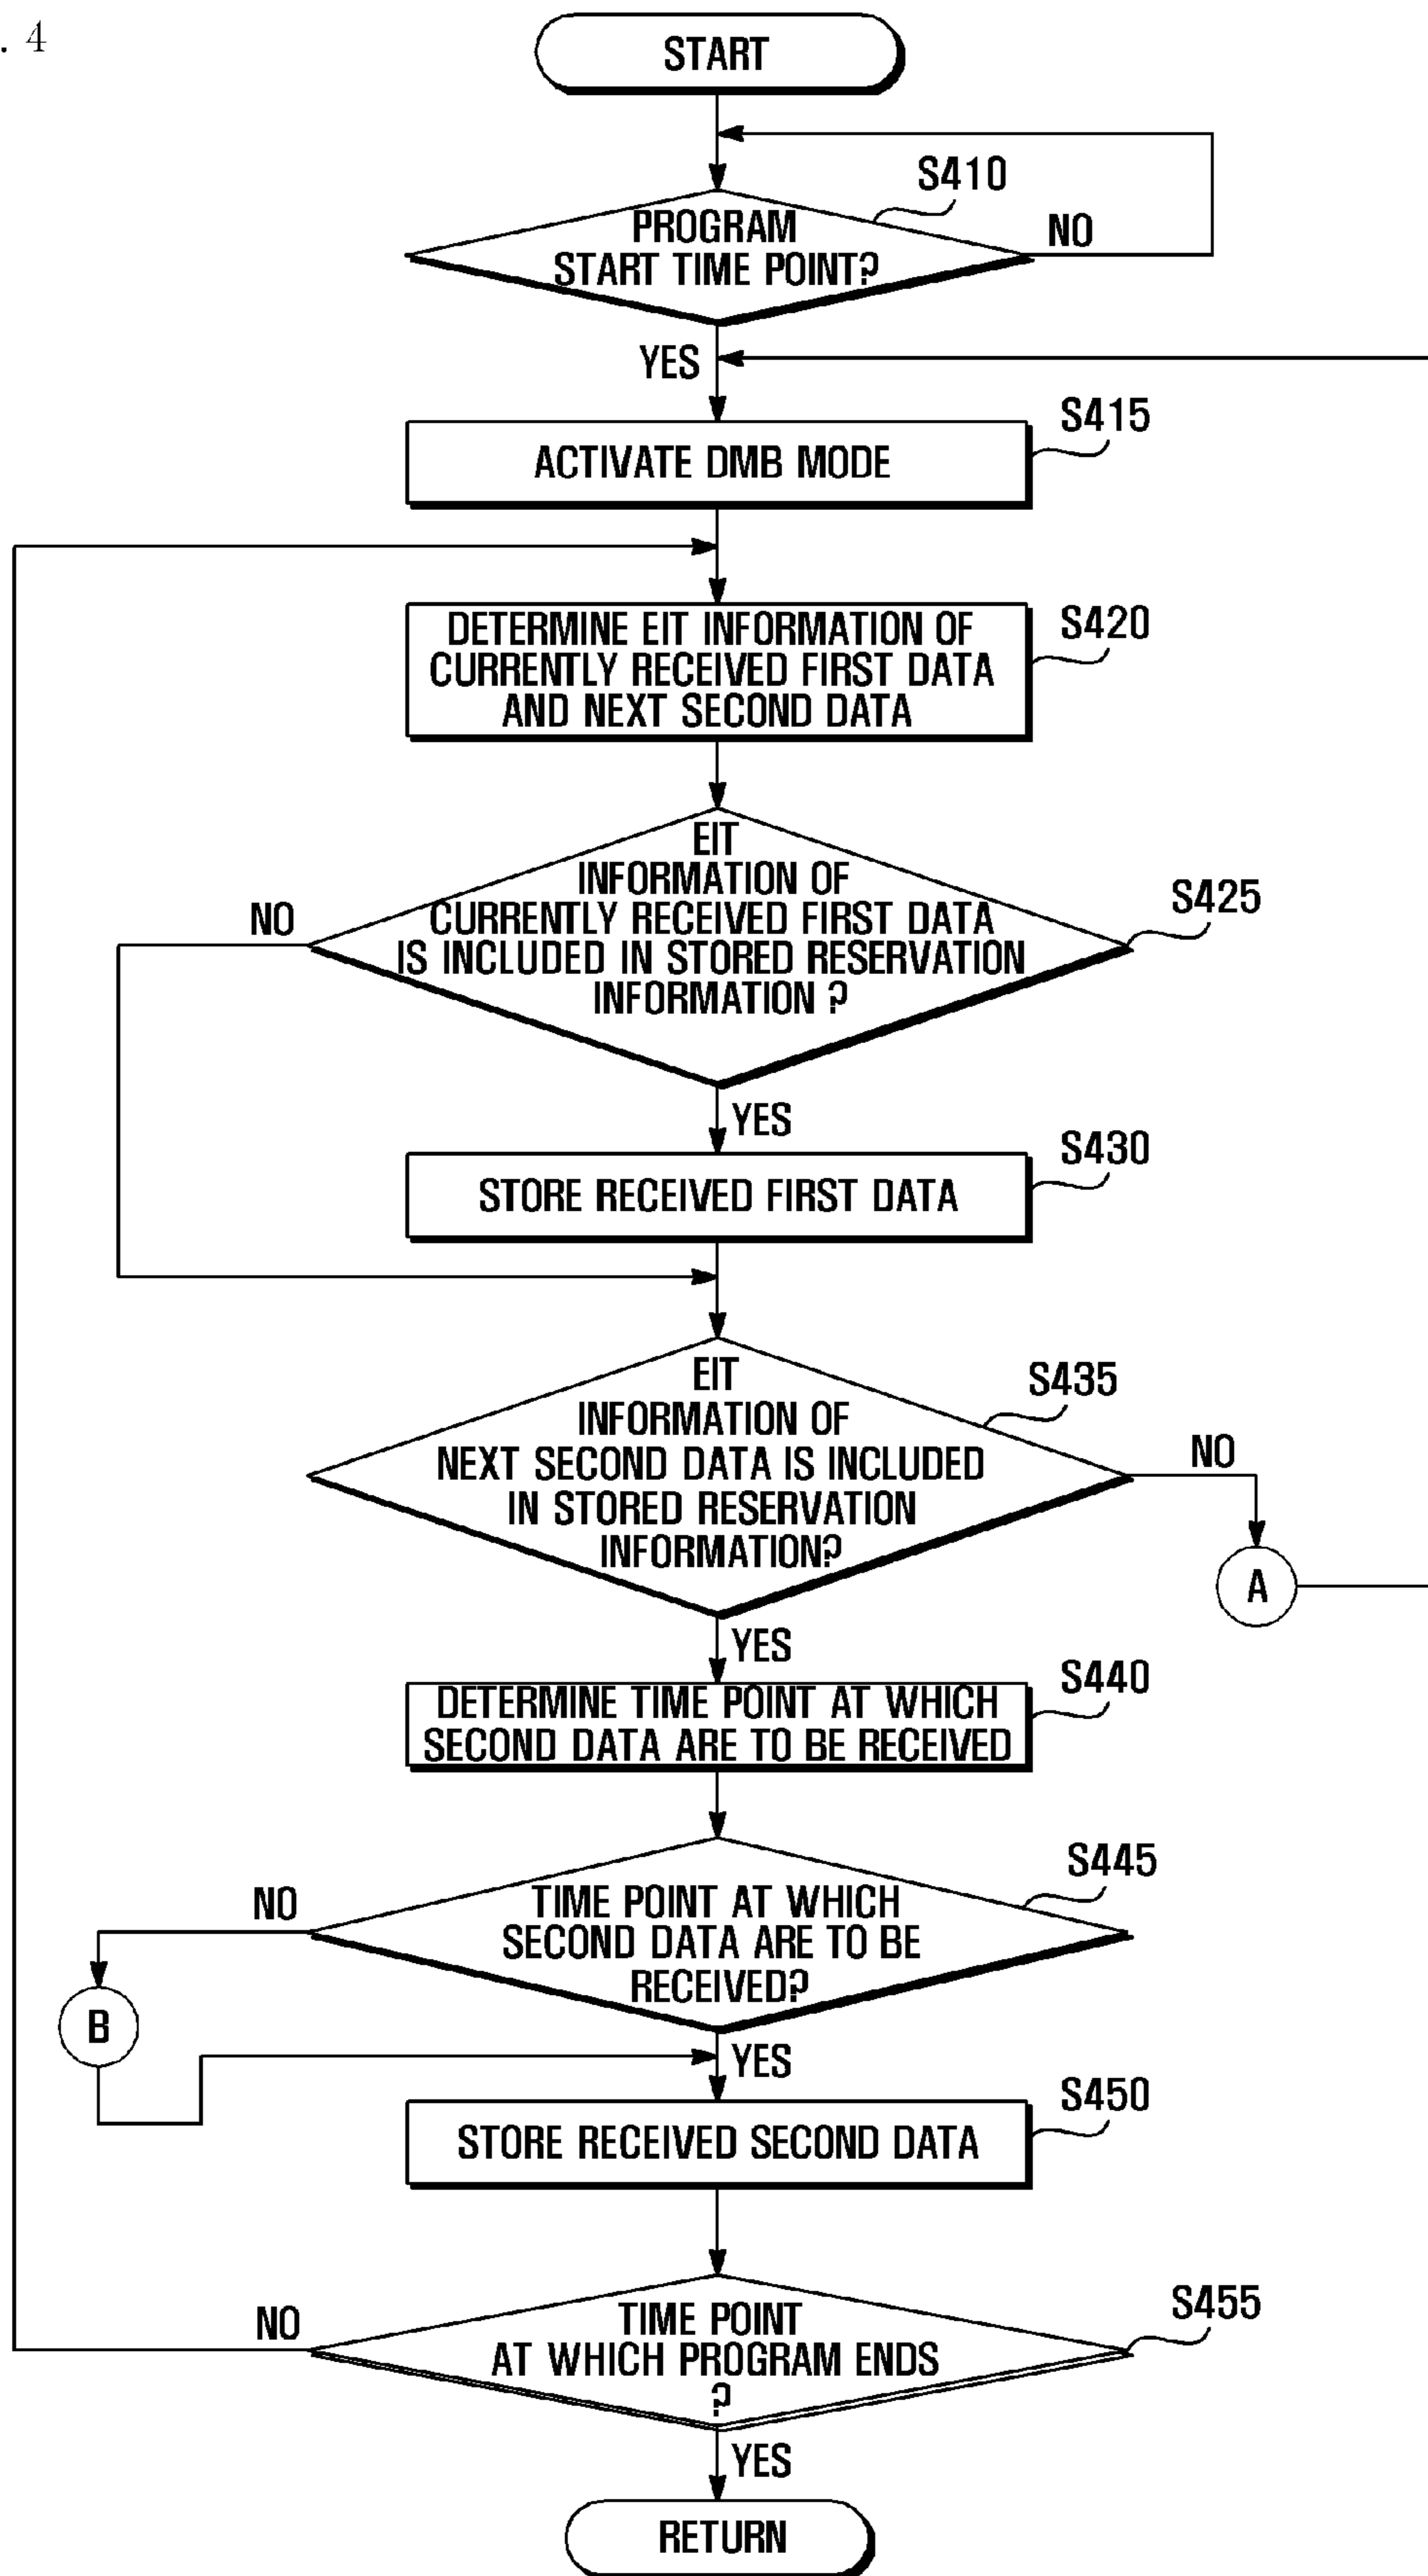 . 4
START
S410
PROGRAM
START TIME POINT?
NO
YES
S415
ACTIVATE DMB MODE
S420
DETERMINE EIT INFORMATION OF
CURRENTLY RECEIVED FIRST DATA
AND NEXT SECOND DATA
EIT
INFORMATION OF
CURRENTLY RECEIVED FIRST DATA
IS INCLUDED IN STORED RESERVATION
INFORMATION ?
NO
S425
YES
S430
STORE RECEIVED FIRST DATA
EIT
INFORMATION OF
NEXT SECOND DATA IS INCLUDED
IN STORED RESERVATION
INFORMATION?
S435
NO
A
YES
S440
DETERMINE TIME POINT AT WHICH
SECOND DATA ARE TO BE RECEIVED
S445
NO
TIME POINT AT WHICH
SECOND DATA ARE TO BE
RECEIVED?
B
YES
S450
STORE RECEIVED SECOND DATA
S455
NO
TIME POINT
AT WHICH PROGRAM ENDS
?
YES
RETURN